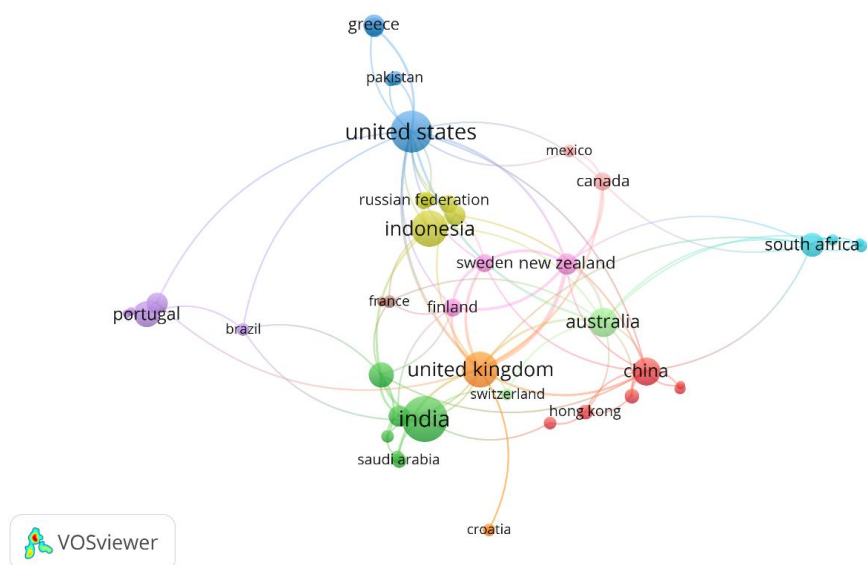 greece
pakistan
united states
mexico
canada
russian federation
indonesia
south africa
sweden new zealand
france
finland
portugal
australia
brazil
united kingdom
china
switzerland
hong kong
india
saudi arabia
croatia
VOSviewer